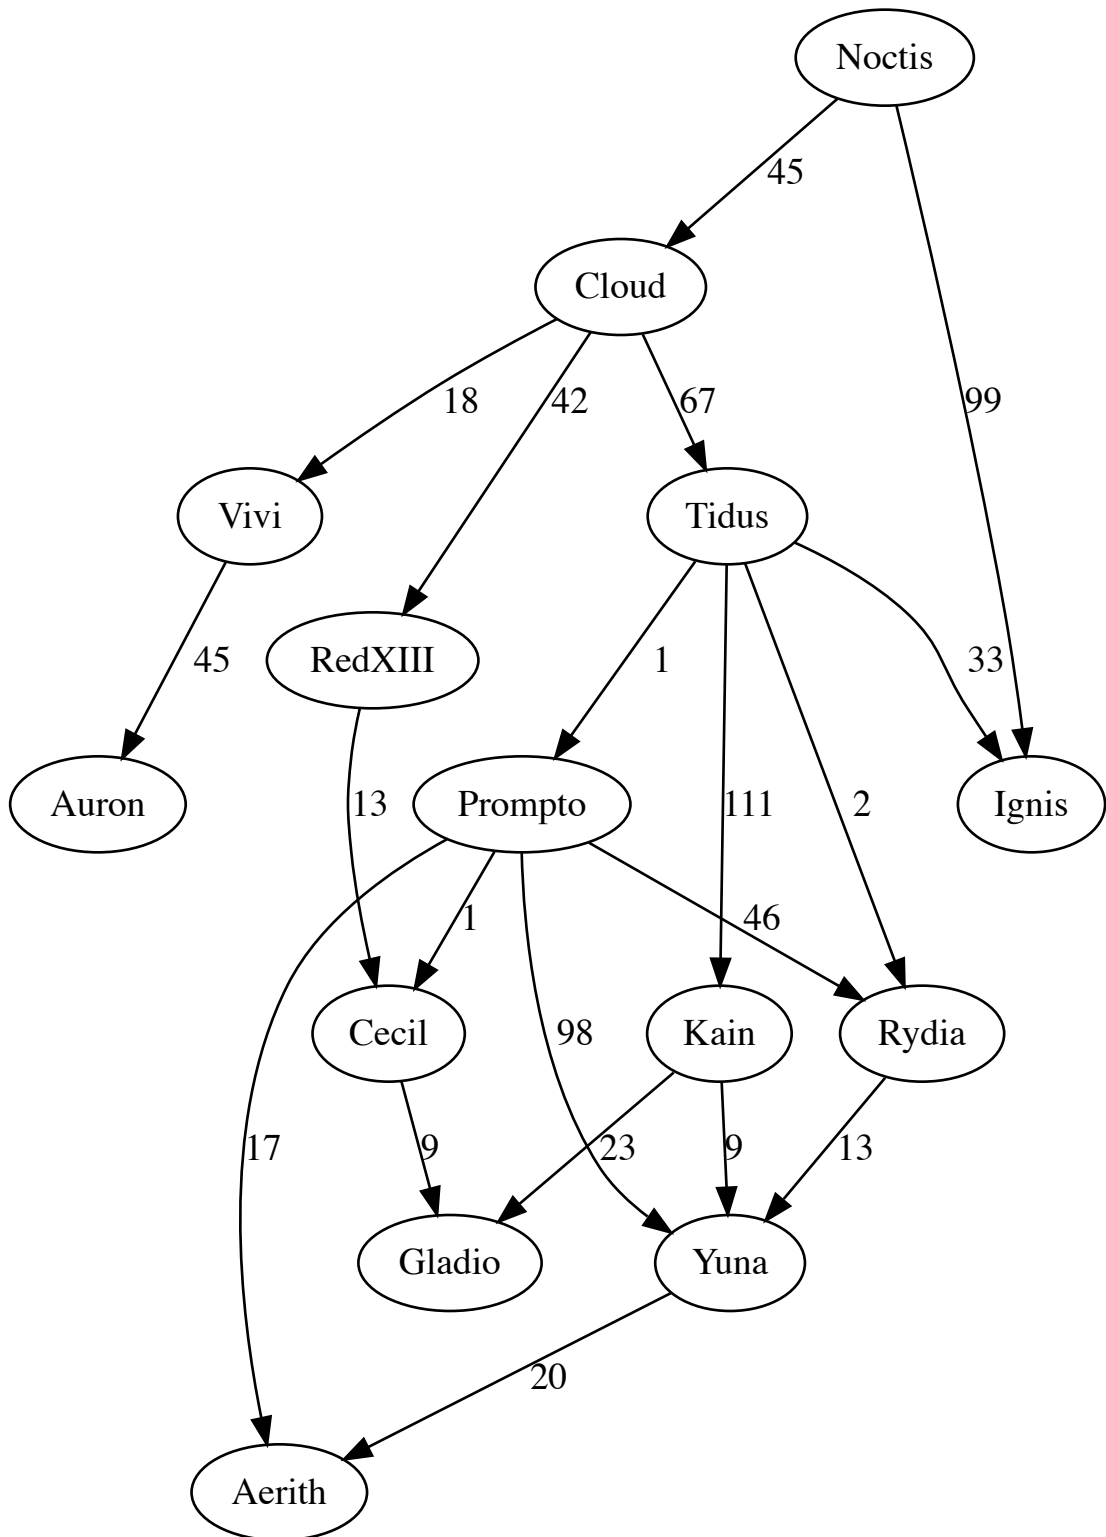 Noctis
45
Cloud
18
42
67
99
Vivi
Tidus
45
RedXIII
1
33
Auron
13
Prompto
111
2
Ignis
1
46
Cecil
98
Kain
Rydia
17
9
23
9
13
Gladio
Yuna
20
Aerith